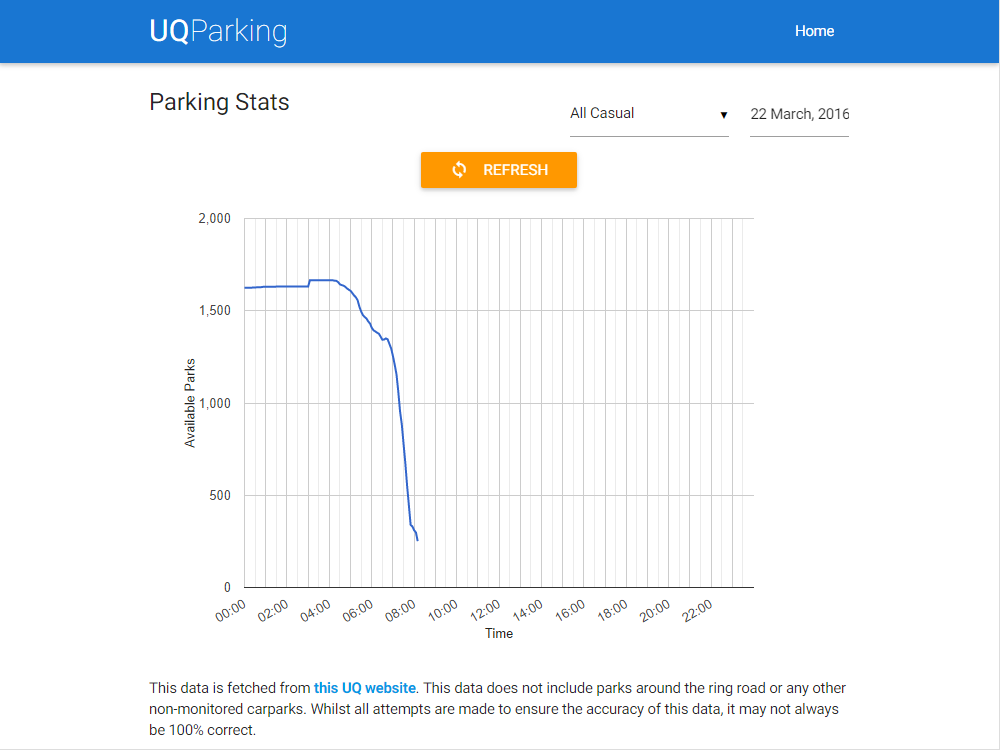 UQParking
Home
Parking Stats
All Casual
22 March, 2016
REFRESH
2,000
1,500
1,000
500
0
Available Parks
00:00
02:00
04:00
06:00
08:00
10:00
12:00
14:00
16:00
18:00
20:00
22:00
Time
This data is fetched from this UQ website. This data does not include parks around the ring road or any other
non-monitored carparks. Whilst all attempts are made to ensure the accuracy of this data, it may not always
be 100% correct.